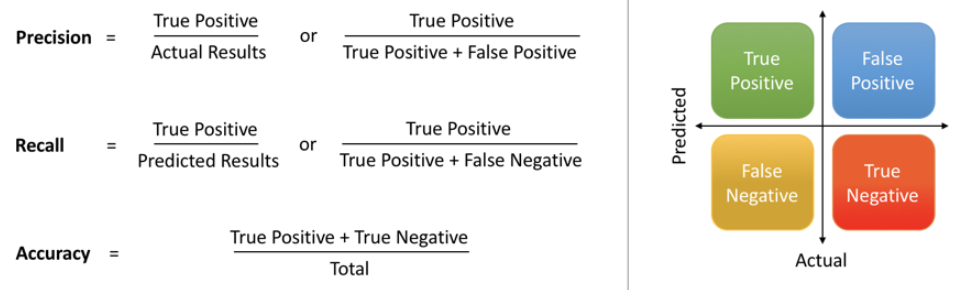 Precision = True Positive / Actual Results or True Positive / True Positive + False Positive
Recall = True Positive / Predicted Results or True Positive / True Positive + False Negative
Accuracy = True Positive + True Negative / Total
Predicted
True Positive
False Positive
False Negative
True Negative
Actual